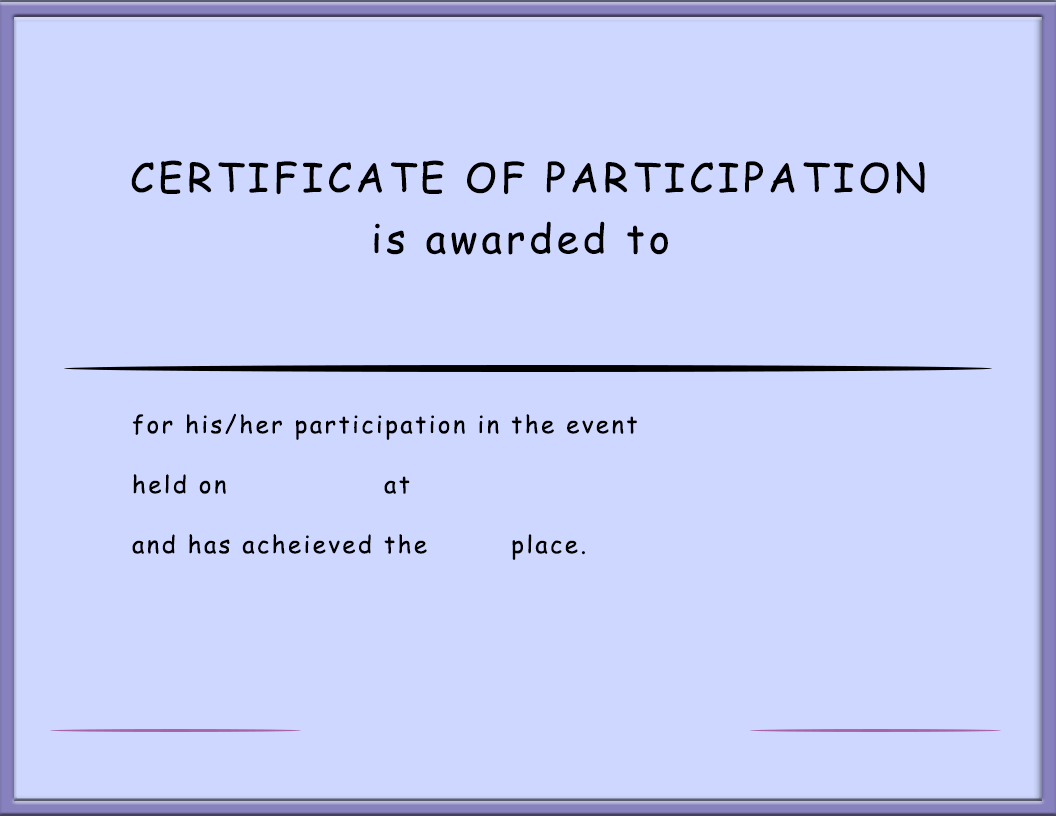 CERTIFICATE OF PARTICIPATION
is awarded to
for his/her participation in the event
held on at
and has acheieved the place.